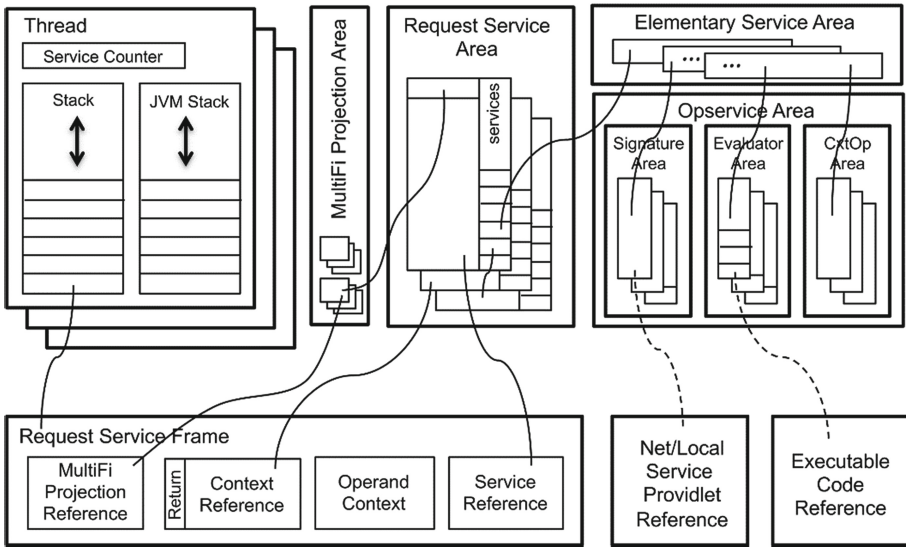 Thread
Service Counter
Stack
JVM Stack
MultiFi Projection Area
Request Service
Area
services
Elementary Service Area
...
...
Opservice Area
Signature
Area
Evaluator
Area
CxtOp
Area
Request Service Frame
MultiFi
Projection
Reference
Return
Context
Reference
Operand
Context
Service
Reference
Net/Local
Service
Providlet
Reference
Executable
Code
Reference